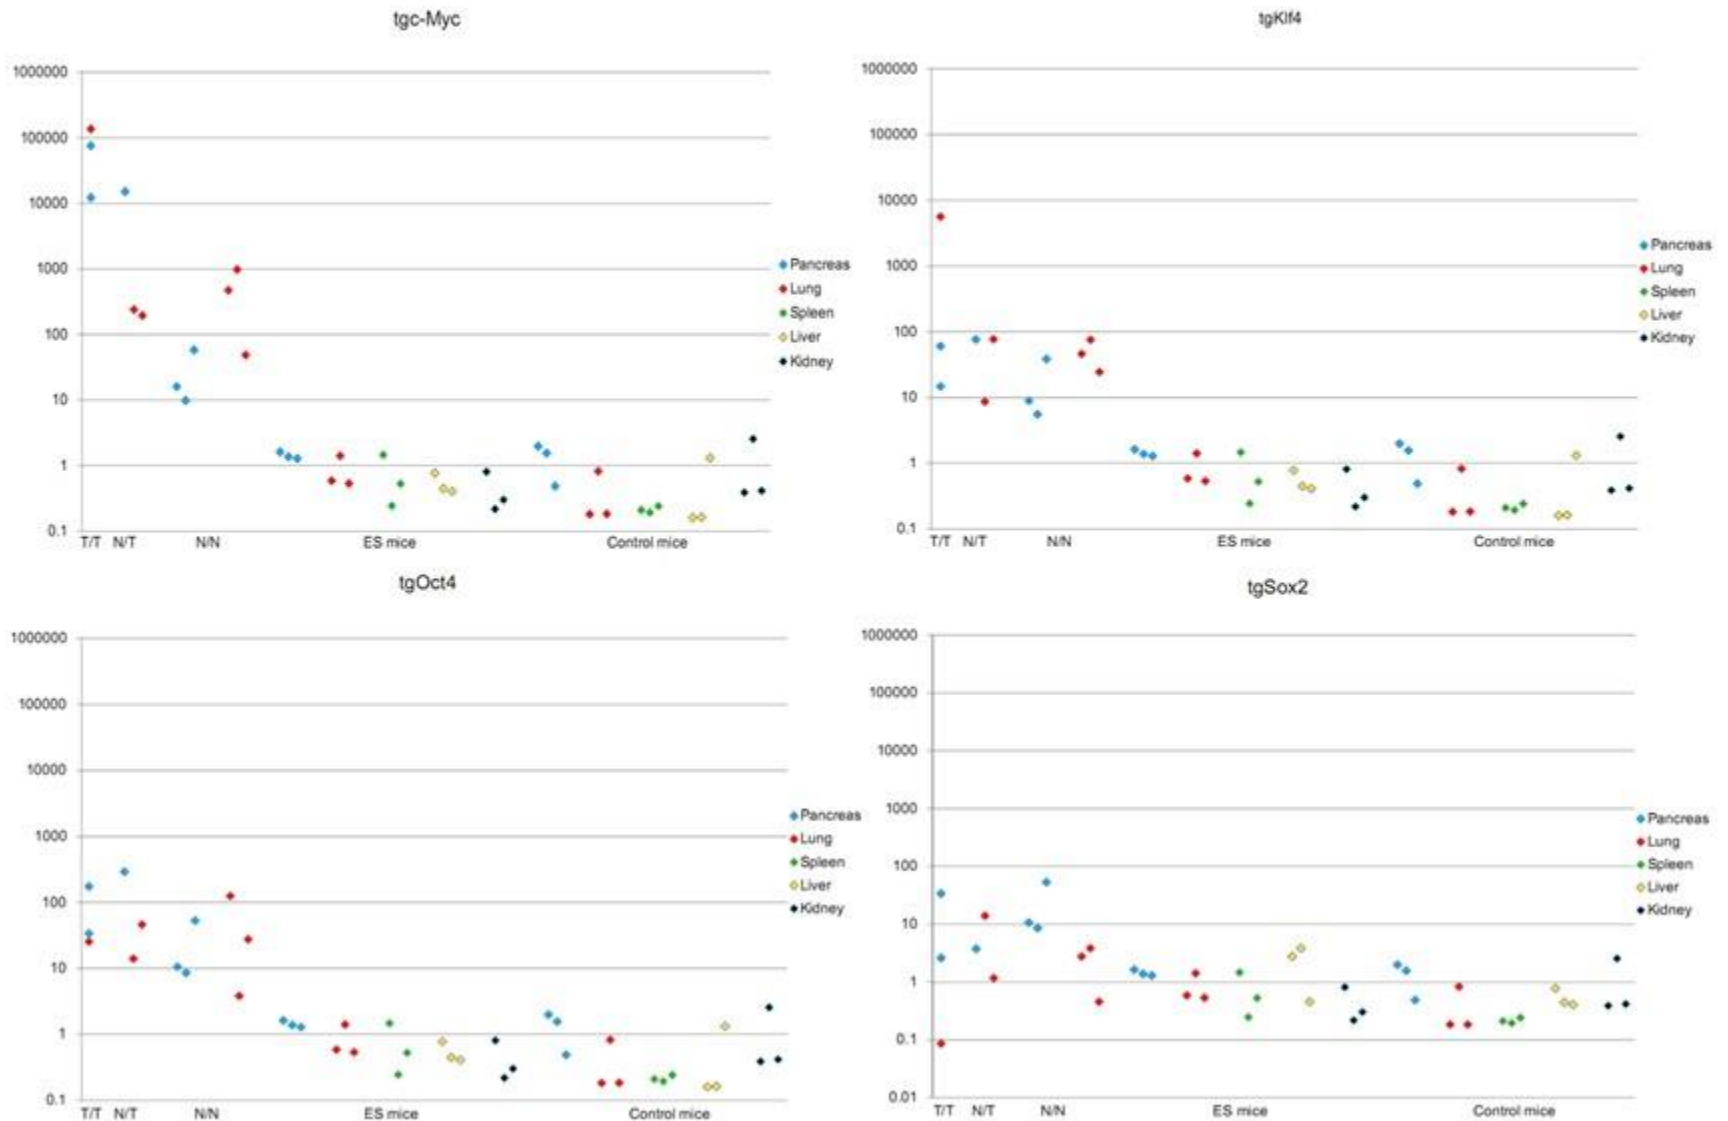 tgc-Myc
1000000
100000
10000
1000
100
10
1
0.1
T/T N/T N/N ES mice Control mice
Pancreas
Lung
Spleen
Liver
Kidney
tgKlf4
1000000
100000
10000
1000
100
10
1
0.1
T/T N/T N/N ES mice Control mice
Pancreas
Lung
Spleen
Liver
Kidney
tgOct4
1000000
100000
10000
1000
100
10
1
0.1
T/T N/T N/N ES mice Control mice
Pancreas
Lung
Spleen
Liver
Kidney
tgSox2
1000000
100000
10000
1000
100
10
1
0.1
0.01
T/T N/T N/N ES mice Control mice
Pancreas
Lung
Spleen
Liver
Kidney